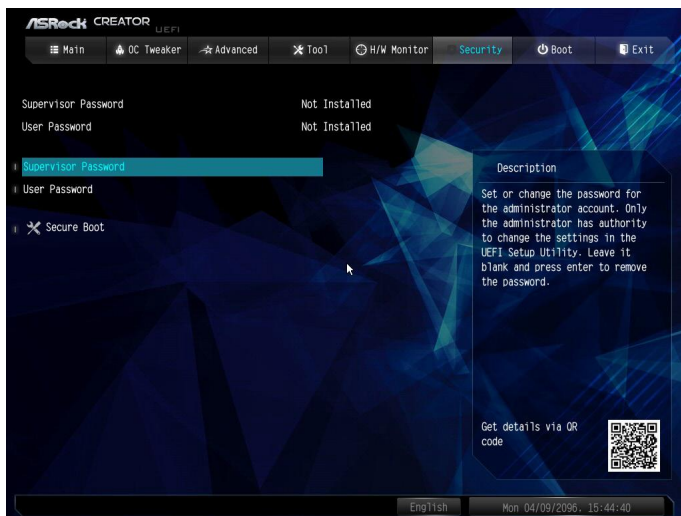 ASRock CREATOR UEFI
Main OC Tweaker Advanced Tool H/W Monitor Security Boot Exit
Supervisor Password Not Installed
User Password Not Installed
Supervisor Password
User Password
Secure Boot
Description
Set or change the password for
the administrator account. Only
the administrator has authority
to change the settings in the
UEFI Setup Utility. Leave it
blank and press enter to remove
the password.
Get details via QR
code
English Mon 04/09/2096. 15:44:40